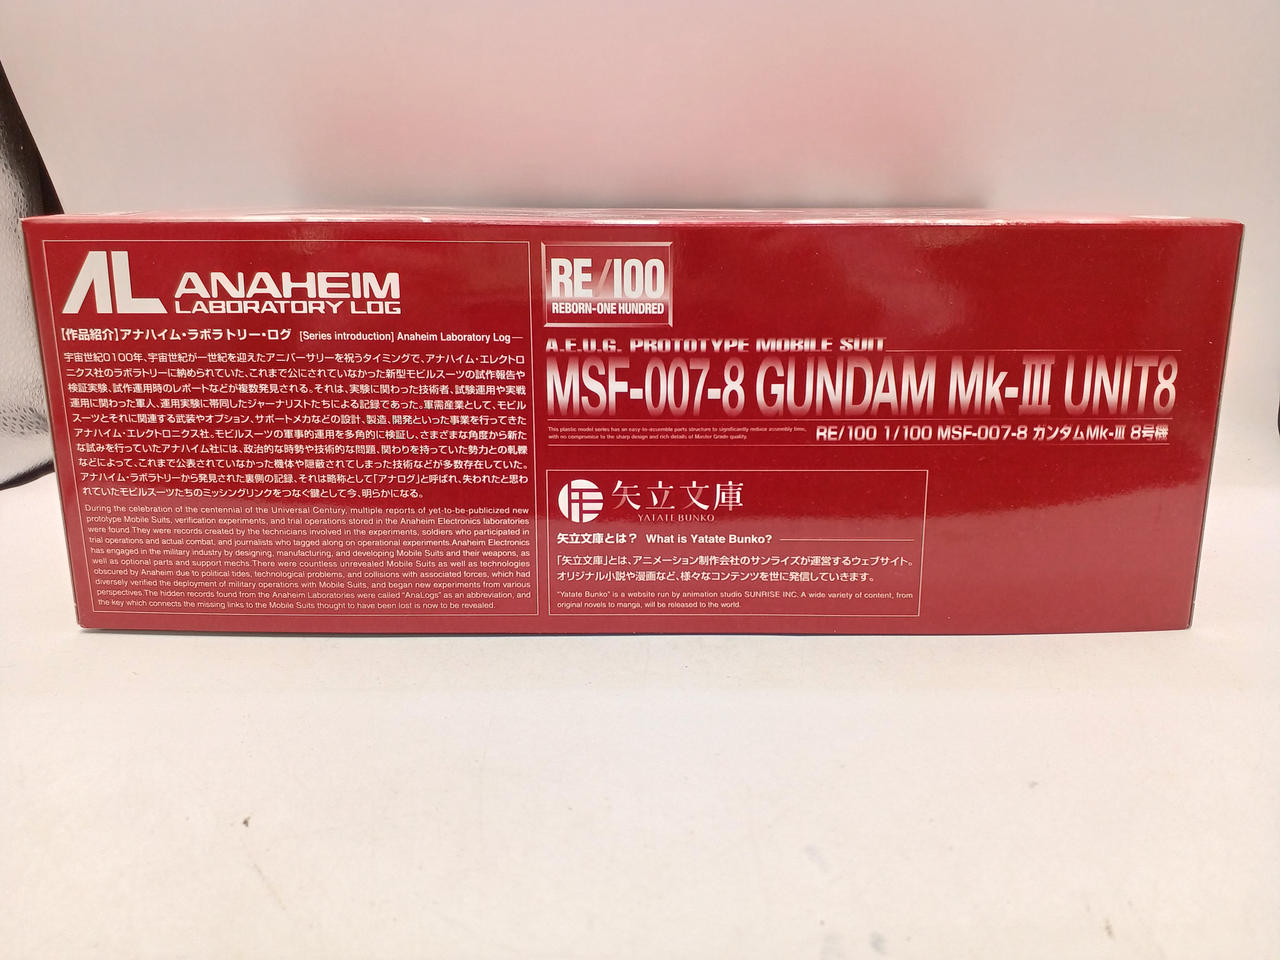 AL ANAHEIM
LABORATORY LOG
[作品紹介]アナハイム・ラボラトリー・ログ [Series introduction] Anaheim Laboratory Log
宇宙世紀0100年、宇宙世紀が一世紀を迎えたアニバーサリーを祝うタイミングで、アナハイム・エレクトロ
ニクス社のラボラトリーに納められていた、これまで公にされていなかった新型モビルスーツの試作報告や
検証実験、試作運用時のレポートなどが複数発見される。それは、実験に関わった技術者、試験運用や実戦
運用に関わった軍人、運用実験に帯同したジャーナリストたちによる記録であった。軍需産業として、モビル
スーツとそれに関連する武装やオプション、サポートメカなどの設計、製造、開発といった事業を行ってきた
アナハイム・エレクトロニクス社。モビルスーツの軍事的運用を多角的に検証し、さまざまな角度から新た
な試みを行っていたアナハイム社には、政治的な時勢や技術的な問題、関わりを持っていた勢力との軋轢
などによって、これまで公表されていなかった機体や隠蔽されてしまった技術などが多数存在していた。
アナハイム・ラボラトリーから発見された裏側の記録、それは略称として「アナログ」と呼ばれ、失われたと思わ
れていたモビルスーツたちのミッシングリンクをつなぐ鍵として今、明らかになる。
During the celebration of the centennial of the Universal Century, multiple reports of yet-to-be-publicized new
prototype Mobile Suits, verification experiments, and trial operations stored in the Anaheim Electronics laboratories
were found.They were records created by the technicians involved in the experiments, soldiers who participated in
trial operations and actual combat, and journalists who tagged along on operational experiments.Anaheim Electronics
has engaged in the military industry by designing, manufacturing, and developing Mobile Suits and their weapons, as
well as optional parts and support mechs.There were countless unrevealed Mobile Suits as well as technologies
obscured by Anaheim due to political tides, technological problems, and collisions with associated forces, which had
diversely verified the deployment of military operations with Mobile Suits, and began new experiments from various
perspectives.The hidden records found from the Anaheim Laboratories were called "AnaLogs" as an abbreviation, and
the key which connects the missing links to the Mobile Suits thought to have been lost is now to be revealed.
RE/100
REBORN-ONE HUNDRED
A.E.U.G. PROTOTYPE MOBILE SUIT
MSF-007-8 GUNDAM Mk-III UNIT8
This plastic model series has an easy-to-assemble parts structure to significantly reduce assembly time,
with no compromise to the sharp design and rich details of Master Grade quality.
RE/100 1/100 MSF-007-8 ガンダムMk-III 8号機
矢立文庫
YATATE BUNKO
矢立文庫とは？ What is Yatate Bunko?
「矢立文庫」とは、アニメーション制作会社のサンライズが運営するウェブサイト。
オリジナル小説や漫画など、様々なコンテンツを世に発信していきます。
"Yatate Bunko" is a website run by animation studio SUNRISE INC. A wide variety of content, from
original novels to manga, will be released to the world.